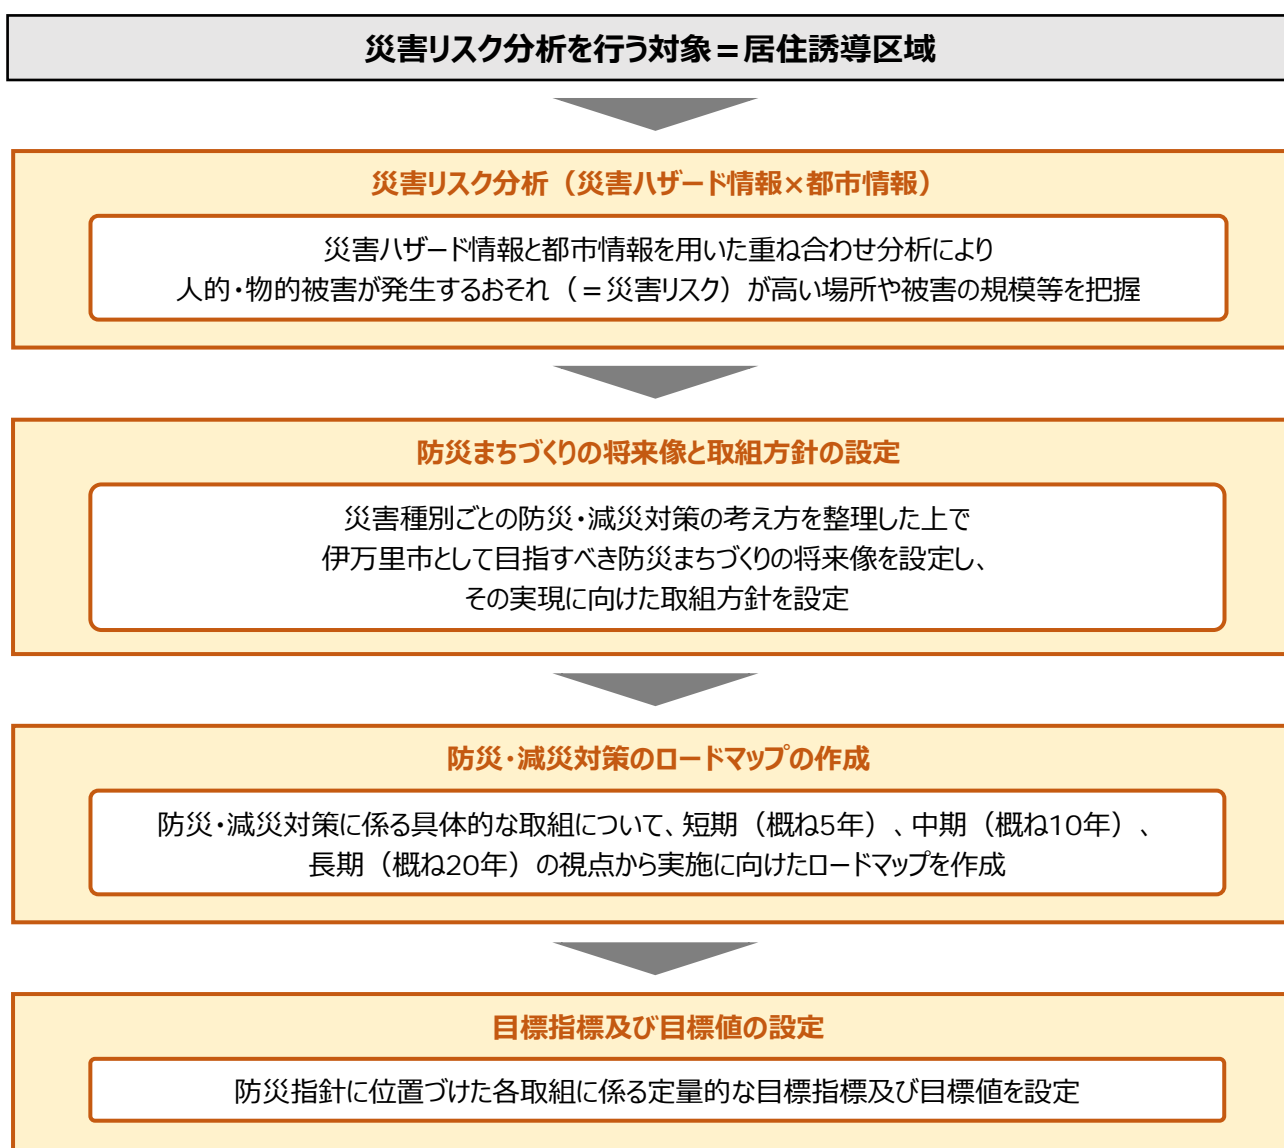 災害リスク分析を行う対象＝居住誘導区域
災害リスク分析（災害ハザード情報×都市情報）
災害ハザード情報と都市情報を用いた重ね合わせ分析により
人的・物的被害が発生するおそれ（＝災害リスク）が高い場所や被害の規模等を把握
防災まちづくりの将来像と取組方針の設定
災害種別ごとの防災・減災対策の考え方を整理した上で
伊万里市として目指すべき防災まちづくりの将来像を設定し、
その実現に向けた取組方針を設定
防災・減災対策のロードマップの作成
防災・減災対策に係る具体的な取組について、短期（概ね5年）、中期（概ね10年）、
長期（概ね20年）の視点から実施に向けたロードマップを作成
目標指標及び目標値の設定
防災指針に位置づけた各取組に係る定量的な目標指標及び目標値を設定